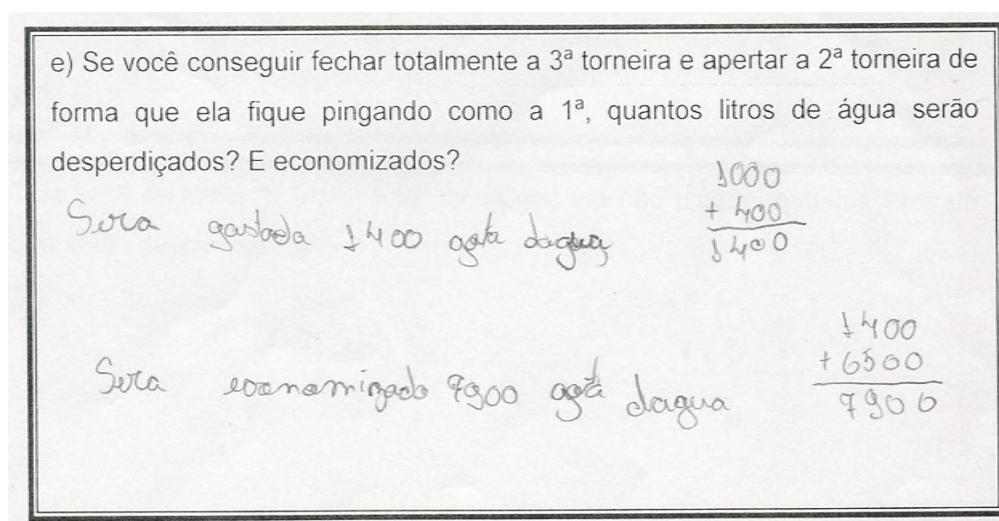 e) Se você conseguir fechar totalmente a 3ª torneira e apertar a 2ª torneira de
forma que ela fique pingando como a 1ª, quantos litros de água serão
desperdiçados? E economizados?
1000
+ 400
1400
Sera gastada 1400 gota dagua
1400
+ 6500
7900
Sera economizado 7900 gota dagua